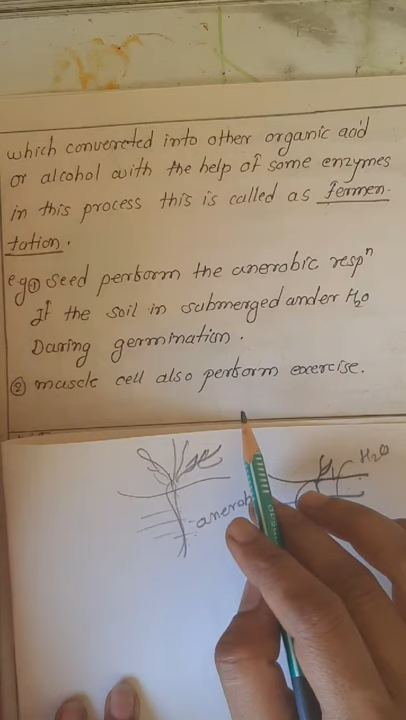 which convereted into other organic acid
or alcohol with the help of some enzymes
in this process this is called as fermen-
tation.
eg① seed perform the anerobic respⁿ
If the soil in submerged under H₂O
During germination.
② muscle cell also perform exercise.
H₂O
anerob